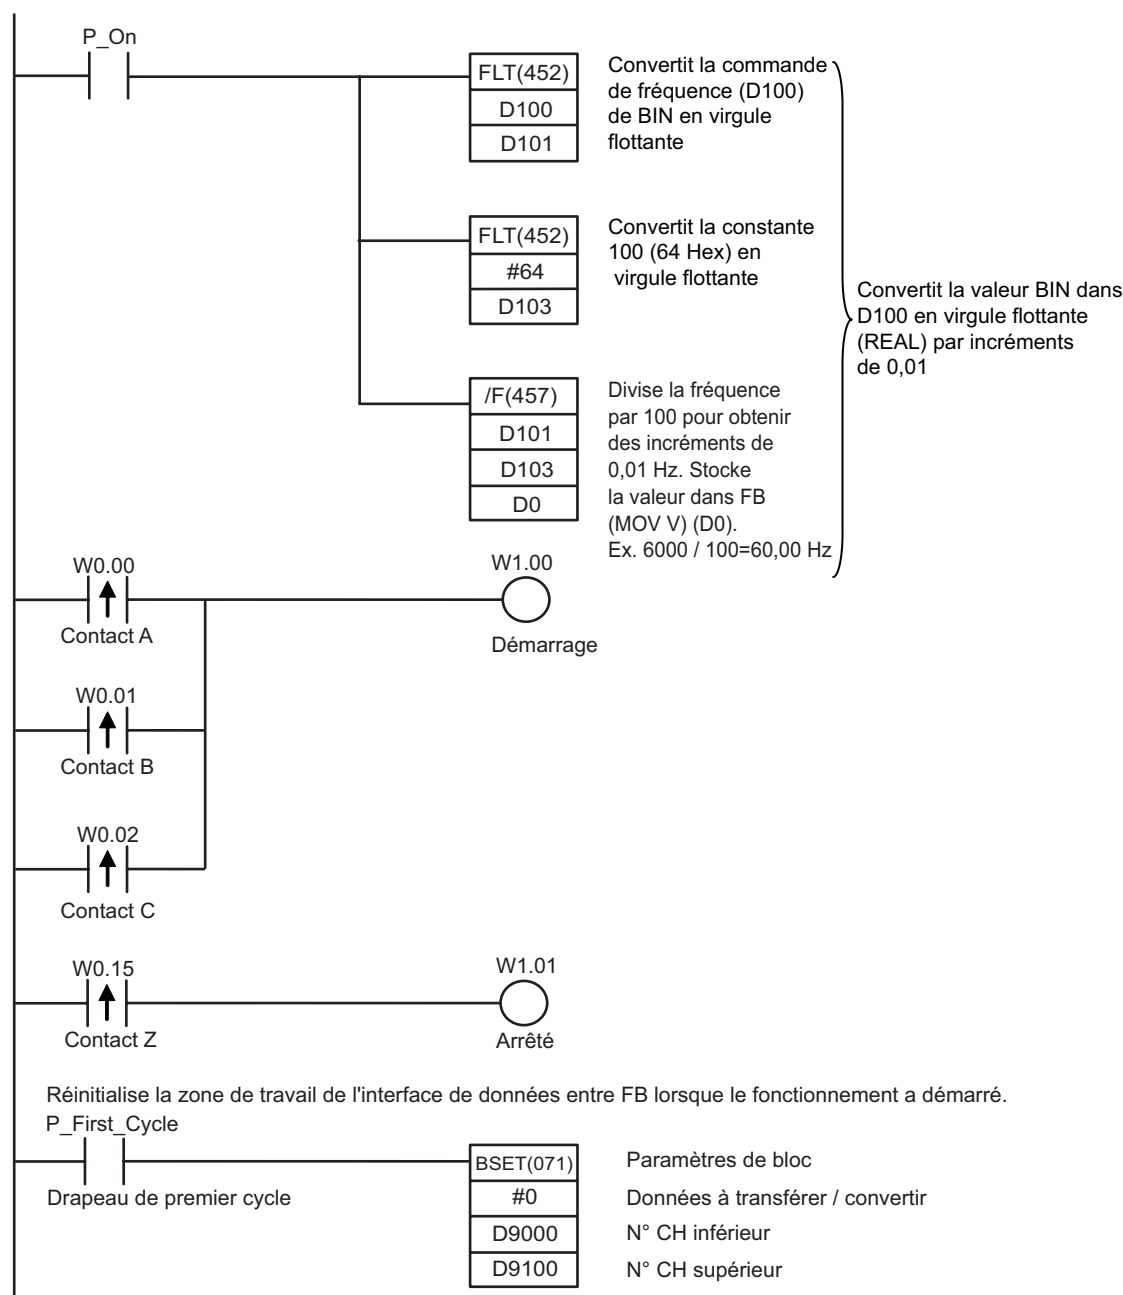 P_On
FLT(452)
D100
D101
Convertit la commande
de fréquence (D100)
de BIN en virgule
flottante
FLT(452)
#64
D103
Convertit la constante
100 (64 Hex) en
virgule flottante
Convertit la valeur BIN dans
D100 en virgule flottante
(REAL) par incréments
de 0,01
/F(457)
D101
D103
D0
Divise la fréquence
par 100 pour obtenir
des incréments de
0,01 Hz. Stocke
la valeur dans FB
(MOV V) (D0).
Ex. 6000 / 100=60,00 Hz
W0.00
Contact A
W1.00
Démarrage
W0.01
Contact B
W0.02
Contact C
W0.15
Contact Z
W1.01
Arrêté
Réinitialise la zone de travail de l'interface de données entre FB lorsque le fonctionnement a démarré.
P_First_Cycle
Drapeau de premier cycle
BSET(071)
Paramètres de bloc
#0
Données à transférer / convertir
D9000
N° CH inférieur
D9100
N° CH supérieur